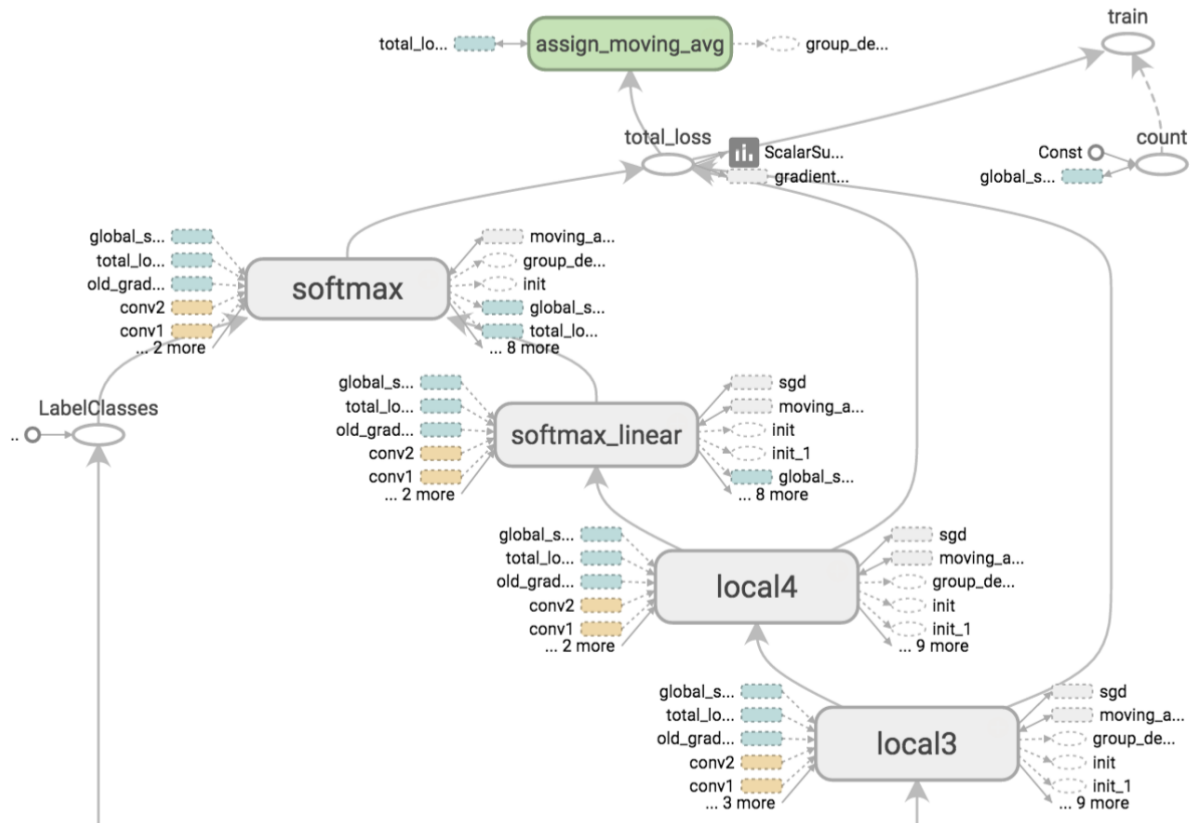 train
total_lo...
assign_moving_avg
group_de...
total_loss
count
ScalarSu...
Const
gradient...
global_s...
global_s...
total_lo...
old_grad...
conv2
conv1
... 2 more
softmax
moving_a...
group_de...
init
global_s...
total_lo...
... 8 more
LabelClasses
..
global_s...
total_lo...
old_grad...
conv2
conv1
... 2 more
softmax_linear
sgd
moving_a...
init
init_1
global_s...
... 8 more
global_s...
total_lo...
old_grad...
conv2
conv1
... 2 more
local4
sgd
moving_a...
group_de...
init
init_1
... 9 more
global_s...
total_lo...
old_grad...
conv2
conv1
... 3 more
local3
sgd
moving_a...
group_de...
init
init_1
... 9 more